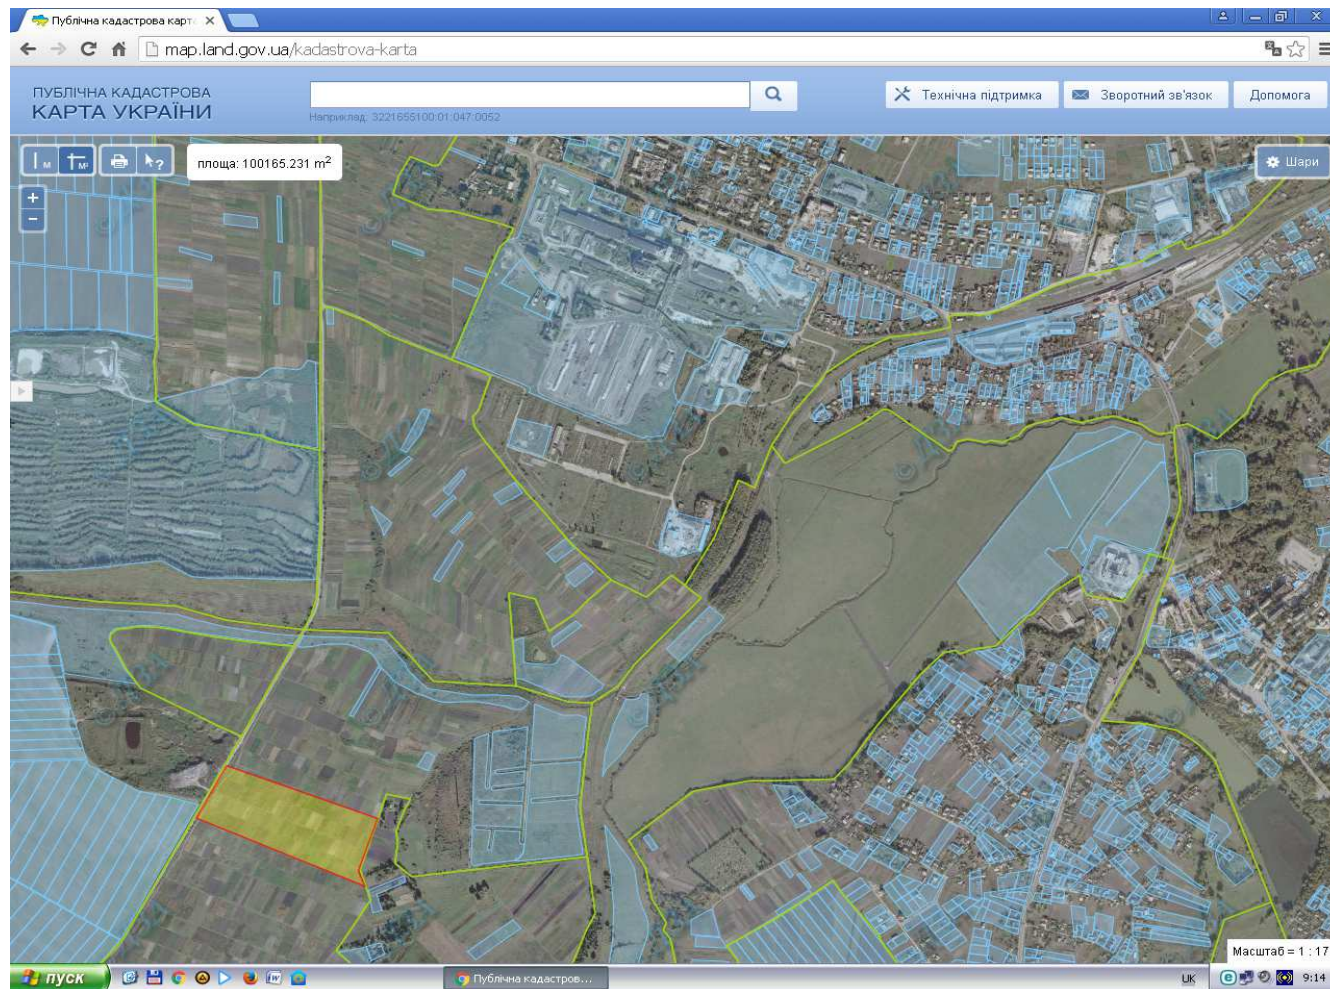 Публічна кадастрова карт
map.land.gov.ua/kadastrova-karta
ПУБЛІЧНА КАДАСТРОВА
КАРТА УКРАЇНИ
Наприклад: 3221655100:01:047:0052
Технічна підтримка
Зворотний зв'язок
Допомога
м
м²
?
площа: 100165.231 m²
Шари
+
−
Масштаб = 1 : 17
пуск
Публічна кадастров...
UK
9:14